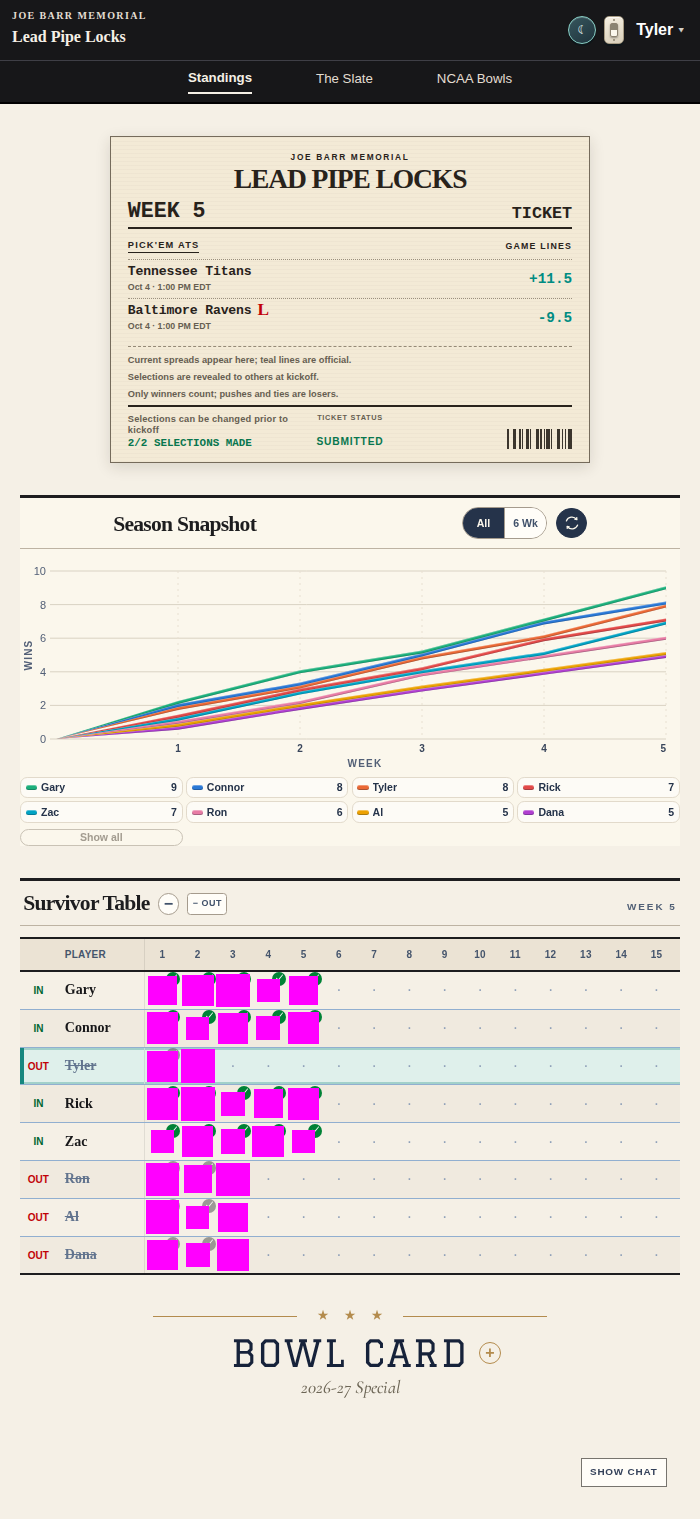 JOE BARR MEMORIAL
Lead Pipe Locks
Tyler
Standings The Slate NCAA Bowls
JOE BARR MEMORIAL
LEAD PIPE LOCKS
WEEK 5 TICKET
PICK'EM ATS GAME LINES
Tennessee Titans +11.5
Oct 4 · 1:00 PM EDT
Baltimore Ravens L -9.5
Oct 4 · 1:00 PM EDT
Current spreads appear here; teal lines are official.
Selections are revealed to others at kickoff.
Only winners count; pushes and ties are losers.
Selections can be changed prior to kickoff
2/2 SELECTIONS MADE
TICKET STATUS
SUBMITTED
Season Snapshot All 6 Wk
10
8
6
4
2
0
WINS
1 2 3 4 5
WEEK
Gary 9 Connor 8 Tyler 8 Rick 7
Zac 7 Ron 6 Al 5 Dana 5
Show all
Survivor Table − − OUT WEEK 5
PLAYER 1 2 3 4 5 6 7 8 9 10 11 12 13 14 15
IN Gary
IN Connor
OUT Tyler
IN Rick
IN Zac
OUT Ron
OUT Al
OUT Dana
★ ★ ★
BOWL CARD +
2026-27 Special
SHOW CHAT